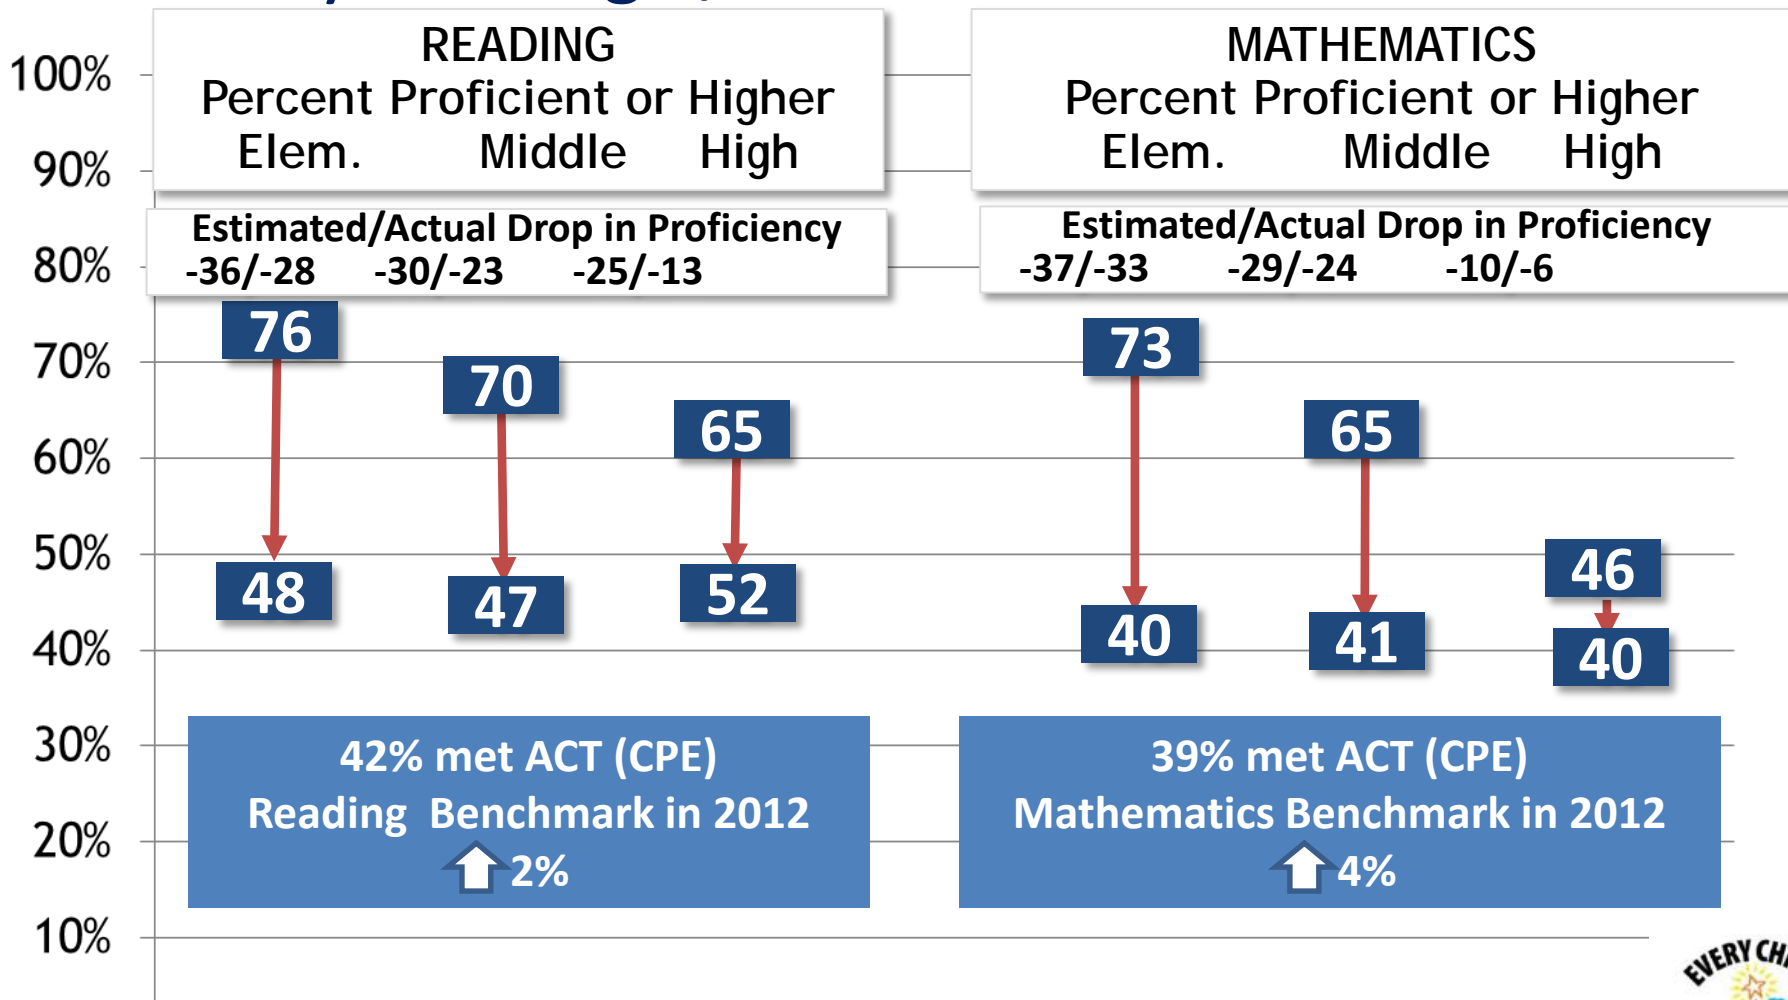 READING
Percent Proficient or Higher
Elem. Middle High
MATHEMATICS
Percent Proficient or Higher
Elem. Middle High
Estimated/Actual Drop in Proficiency
-36/-28 -30/-23 -25/-13
Estimated/Actual Drop in Proficiency
-37/-33 -29/-24 -10/-6
100%
90%
80%
70%
60%
50%
40%
30%
20%
10%
76
70
65
48
47
52
73
65
46
40
41
40
42% met ACT (CPE)
Reading Benchmark in 2012
2%
39% met ACT (CPE)
Mathematics Benchmark in 2012
4%
EVERY